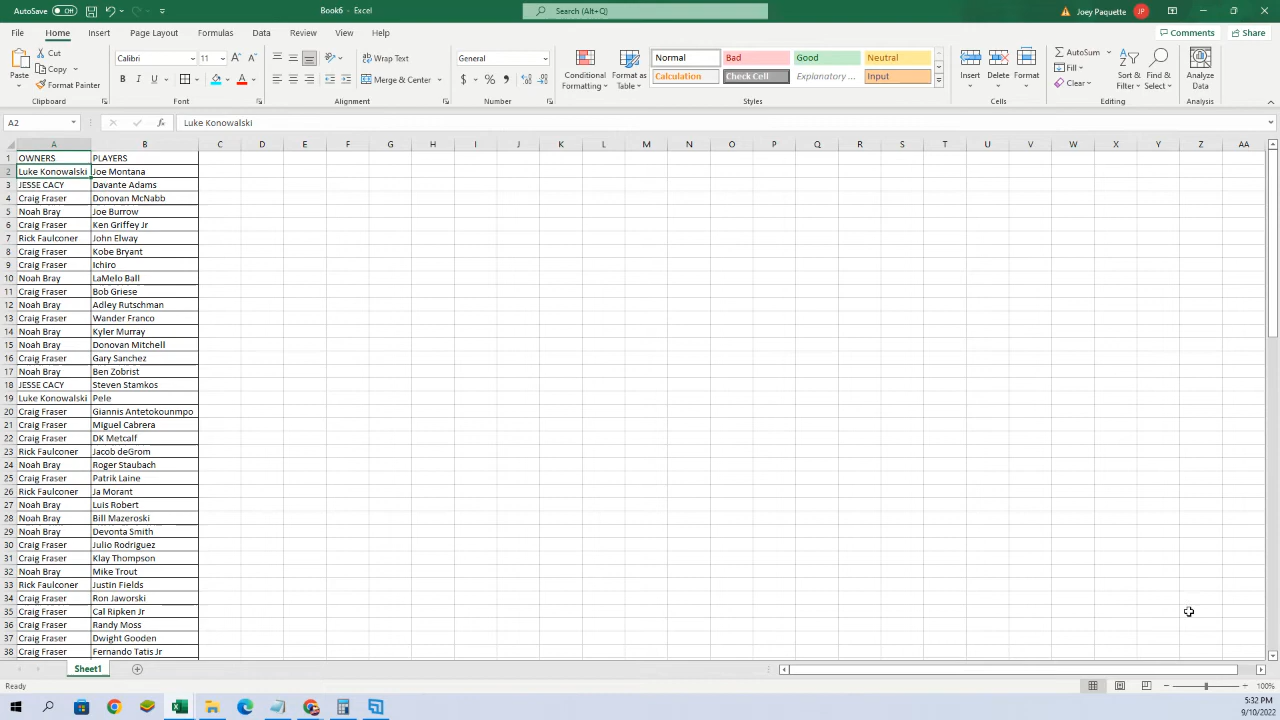 AutoSave Off Book6 - Excel Search (Alt+Q) Joey Paquette JP
File Home Insert Page Layout Formulas Data Review View Help Comments Share
Paste Cut Copy Format Painter Clipboard
Calibri 11 B I U A Font
Wrap Text Merge & Center Alignment
General $ % , Number
Conditional Formatting Format as Table
Normal Bad Good Neutral
Calculation Check Cell Explanatory ... Input
Styles
Insert Delete Format Cells
AutoSum Fill Clear Sort & Filter Find & Select Editing
Analyze Data Analysis
A2 fx Luke Konowalski
A B C D E F G H I J K L M N O P Q R S T U V W X Y Z AA
1 OWNERS PLAYERS
2 Luke Konowalski Joe Montana
3 JESSE CACY Davante Adams
4 Craig Fraser Donovan McNabb
5 Noah Bray Joe Burrow
6 Craig Fraser Ken Griffey Jr
7 Rick Faulconer John Elway
8 Craig Fraser Kobe Bryant
9 Craig Fraser Ichiro
10 Noah Bray LaMelo Ball
11 Craig Fraser Bob Griese
12 Noah Bray Adley Rutschman
13 Craig Fraser Wander Franco
14 Noah Bray Kyler Murray
15 Noah Bray Donovan Mitchell
16 Craig Fraser Gary Sanchez
17 Noah Bray Ben Zobrist
18 JESSE CACY Steven Stamkos
19 Luke Konowalski Pele
20 Craig Fraser Giannis Antetokounmpo
21 Craig Fraser Miguel Cabrera
22 Craig Fraser DK Metcalf
23 Rick Faulconer Jacob deGrom
24 Noah Bray Roger Staubach
25 Craig Fraser Patrik Laine
26 Rick Faulconer Ja Morant
27 Noah Bray Luis Robert
28 Noah Bray Bill Mazeroski
29 Noah Bray Devonta Smith
30 Craig Fraser Julio Rodriguez
31 Craig Fraser Klay Thompson
32 Noah Bray Mike Trout
33 Rick Faulconer Justin Fields
34 Craig Fraser Ron Jaworski
35 Craig Fraser Cal Ripken Jr
36 Craig Fraser Randy Moss
37 Craig Fraser Dwight Gooden
38 Craig Fraser Fernando Tatis Jr
Sheet1
Ready 100%
5:32 PM
9/10/2022